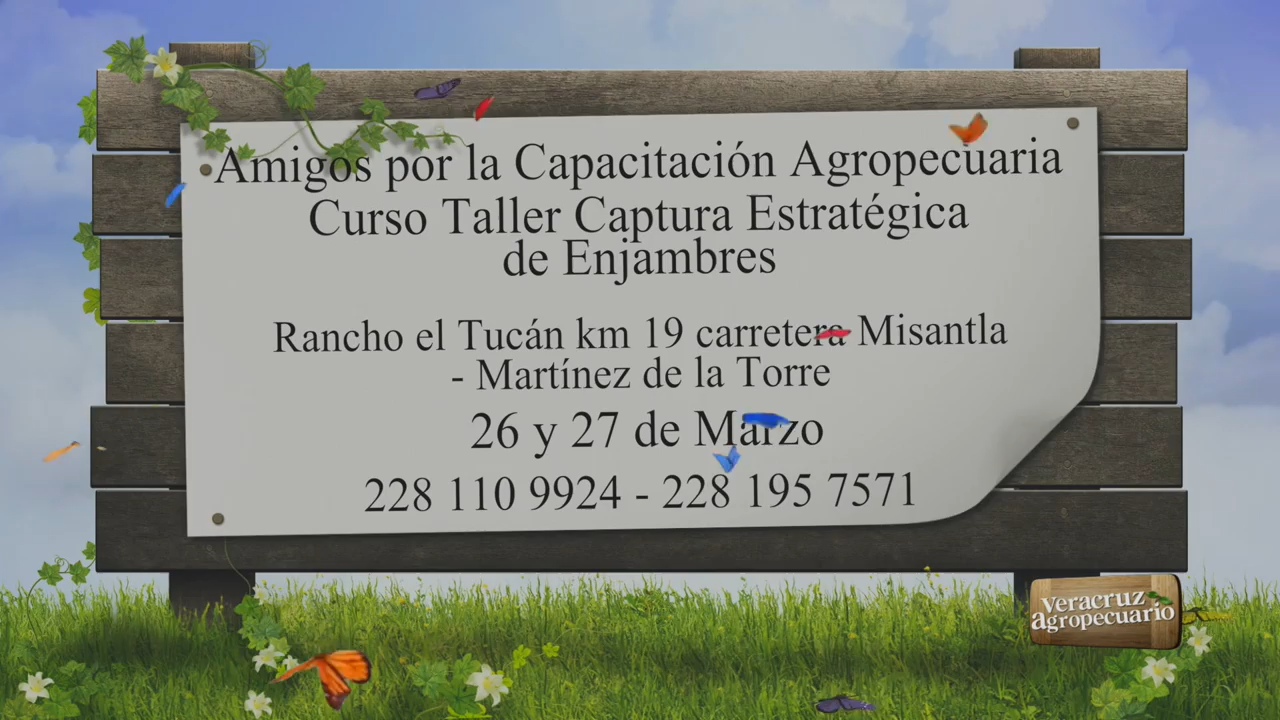 Amigos por la Capacitación Agropecuaria
Curso Taller Captura Estratégica
de Enjambres
Rancho el Tucán km 19 carretera Misantla
- Martínez de la Torre
26 y 27 de Marzo
228 110 9924 - 228 195 7571
veracruz
agropecuario